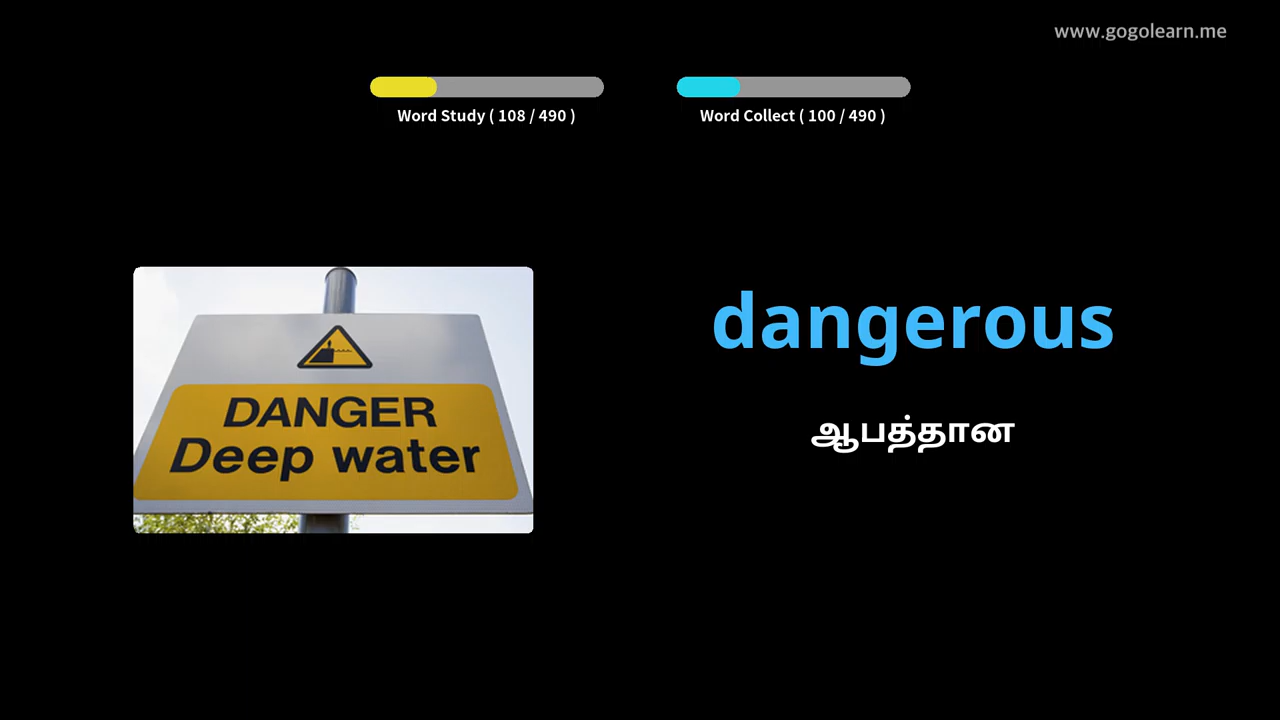 www.gogolearn.me
Word Study ( 108 / 490 )
Word Collect ( 100 / 490 )
DANGER
Deep water
dangerous
ஆபத்தான